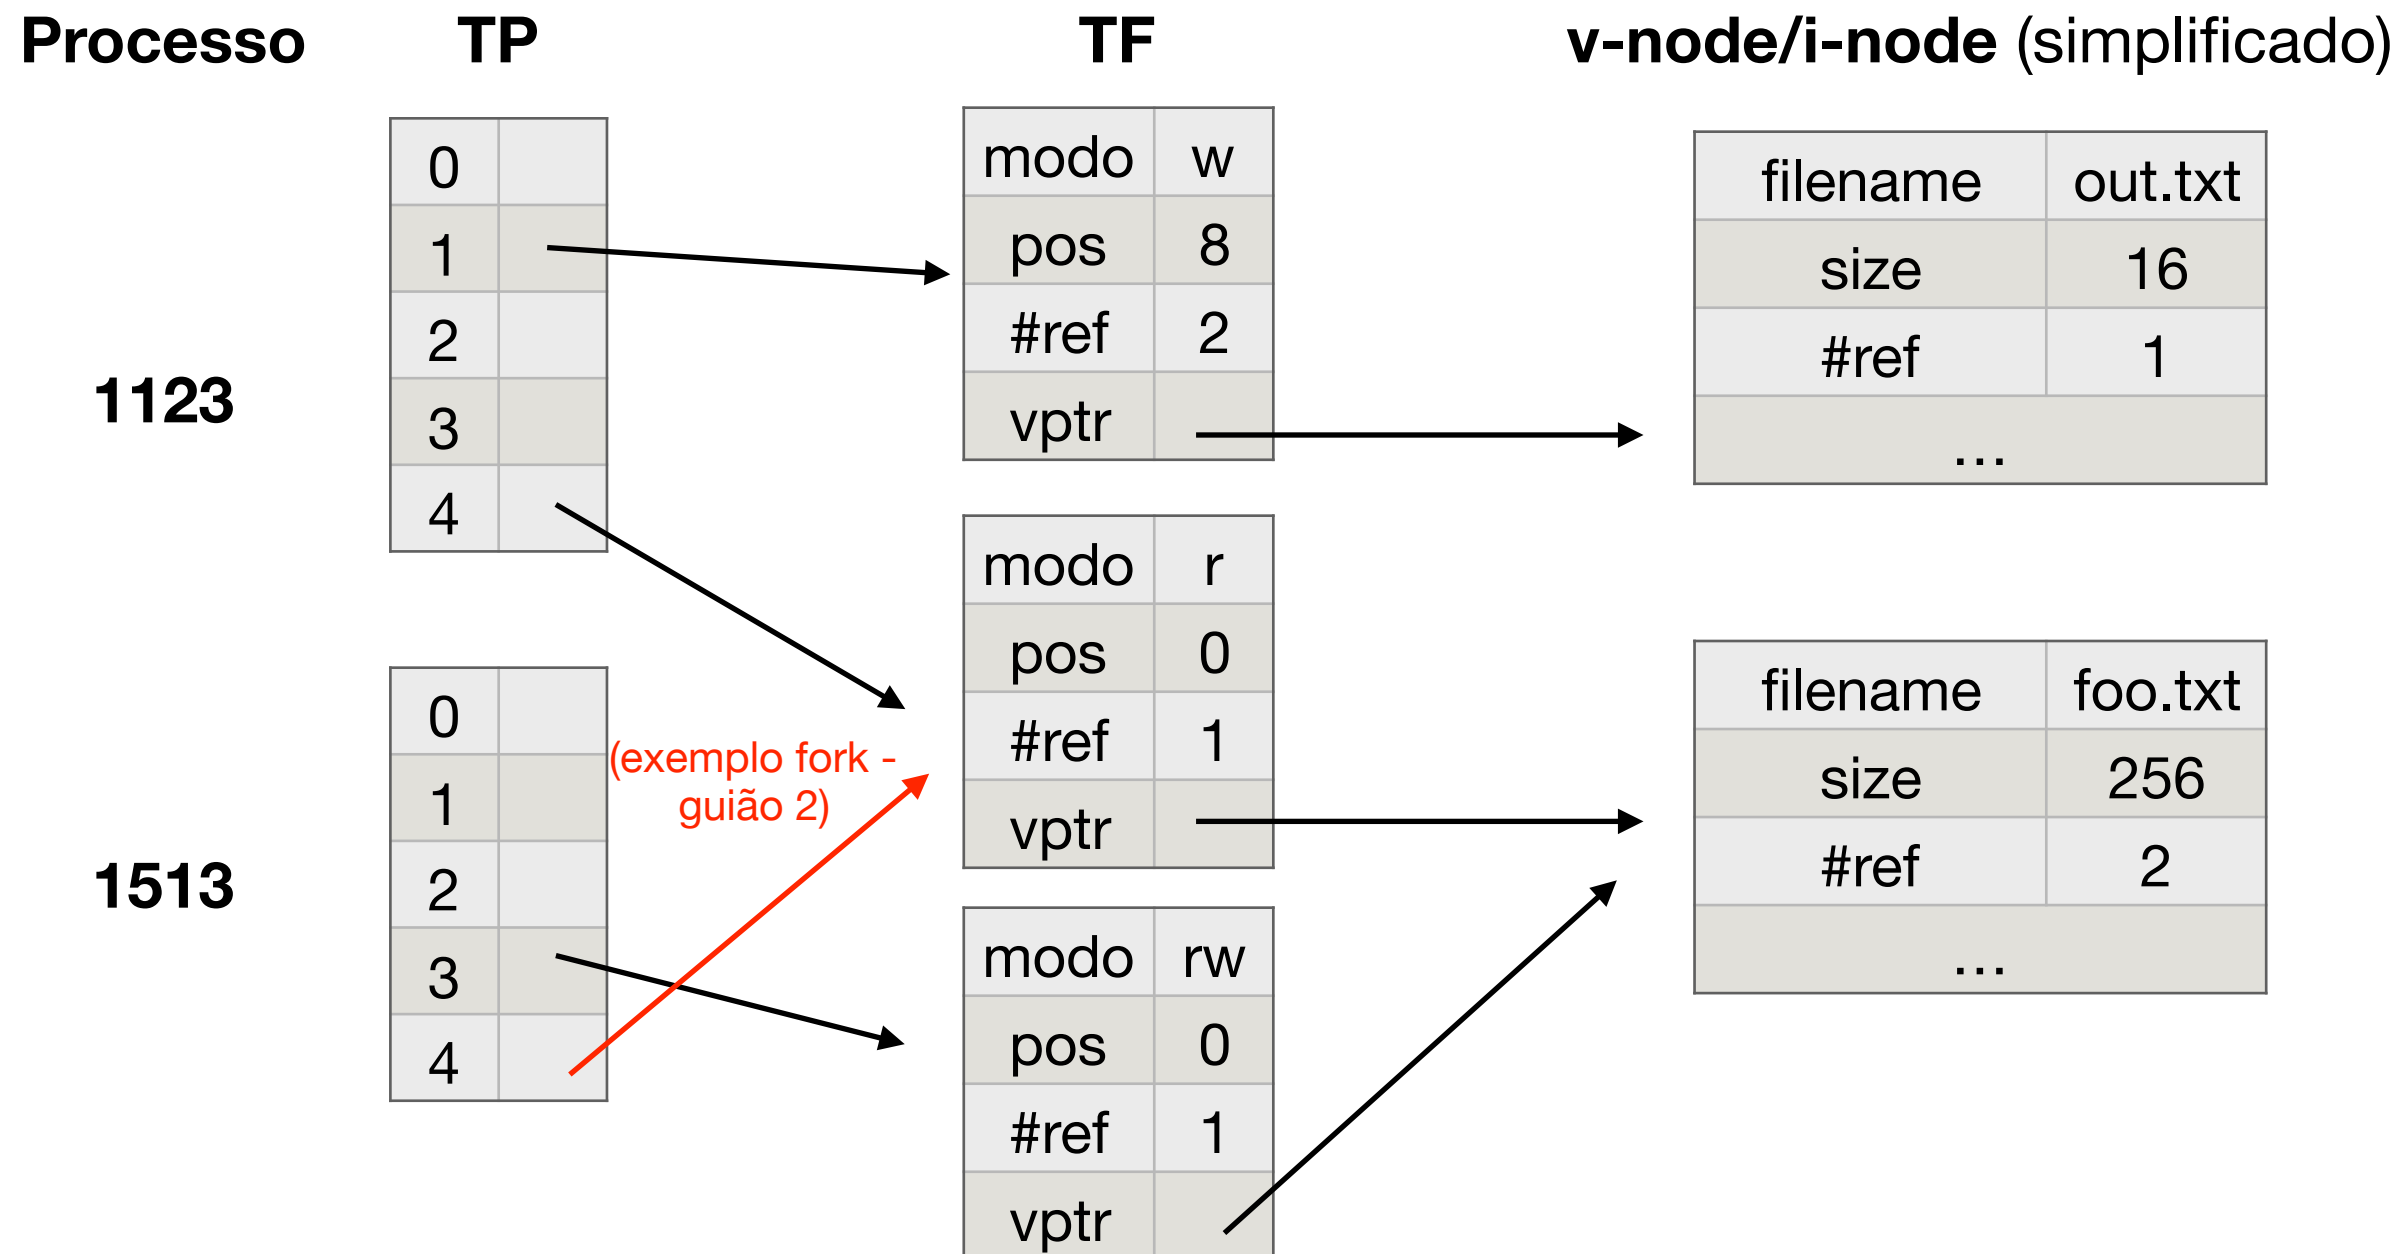 Processo TP TF v-node/i-node (simplificado)
1123
0
1
2
3
4
modo w
pos 8
#ref 2
vptr
filename out.txt
size 16
#ref 1
...
modo r
pos 0
#ref 1
vptr
1513
0
1
2
3
4
(exemplo fork -
guião 2)
modo rw
pos 0
#ref 1
vptr
filename foo.txt
size 256
#ref 2
...